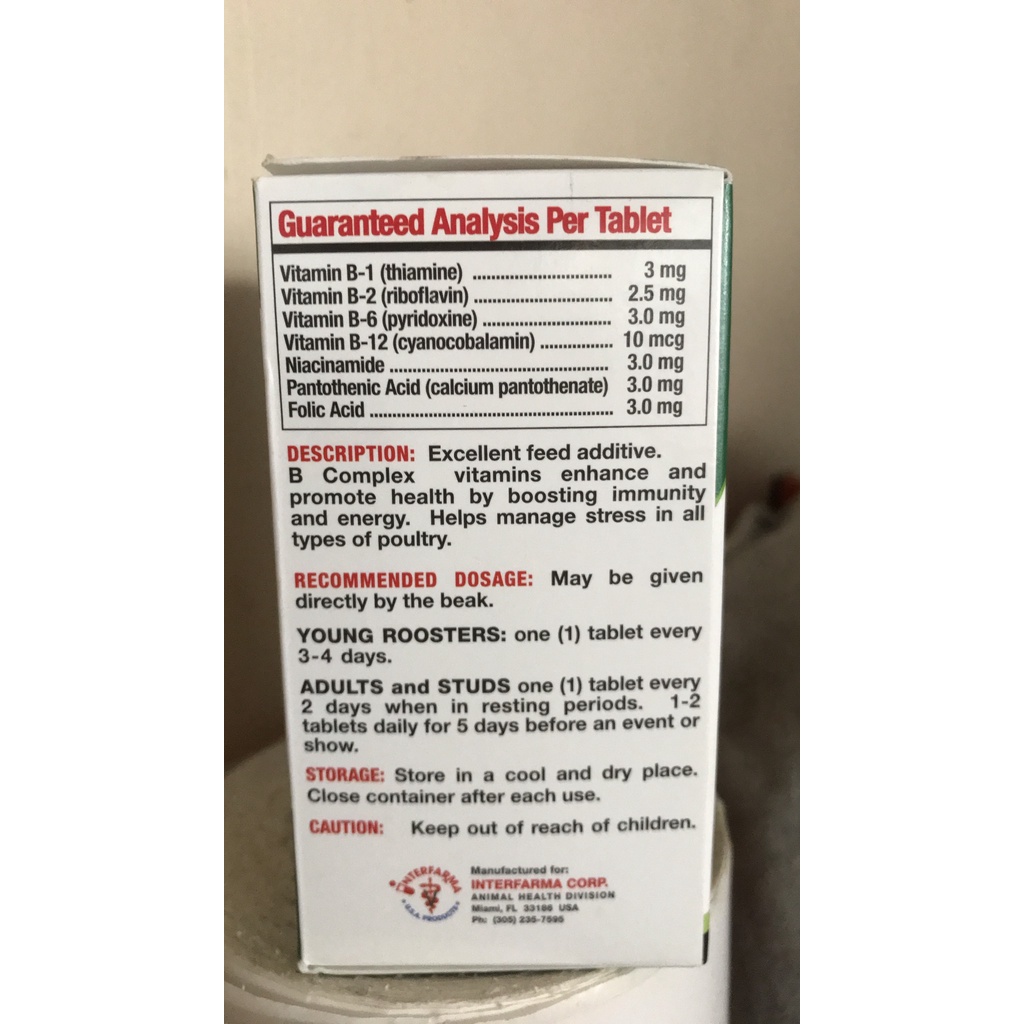 Guaranteed Analysis Per Tablet
Vitamin B-1 (thiamine) ............................... 3 mg
Vitamin B-2 (riboflavin) .............................. 2.5 mg
Vitamin B-6 (pyridoxine) ............................ 3.0 mg
Vitamin B-12 (cyanocobalamin) ................ 10 mcg
Niacinamide ................................................ 3.0 mg
Pantothenic Acid (calcium pantothenate) 3.0 mg
Folic Acid .................................................... 3.0 mg
DESCRIPTION: Excellent feed additive.
B Complex vitamins enhance and
promote health by boosting immunity
and energy. Helps manage stress in all
types of poultry.
RECOMMENDED DOSAGE: May be given
directly by the beak.
YOUNG ROOSTERS: one (1) tablet every
3-4 days.
ADULTS and STUDS one (1) tablet every
2 days when in resting periods. 1-2
tablets daily for 5 days before an event or
show.
STORAGE: Store in a cool and dry place.
Close container after each use.
CAUTION: Keep out of reach of children.
INTERFARMA
U.S.A. PRODUCTS
Manufactured for:
INTERFARMA CORP.
ANIMAL HEALTH DIVISION
Miami, FL 33186 USA
Ph: (305) 235-7595